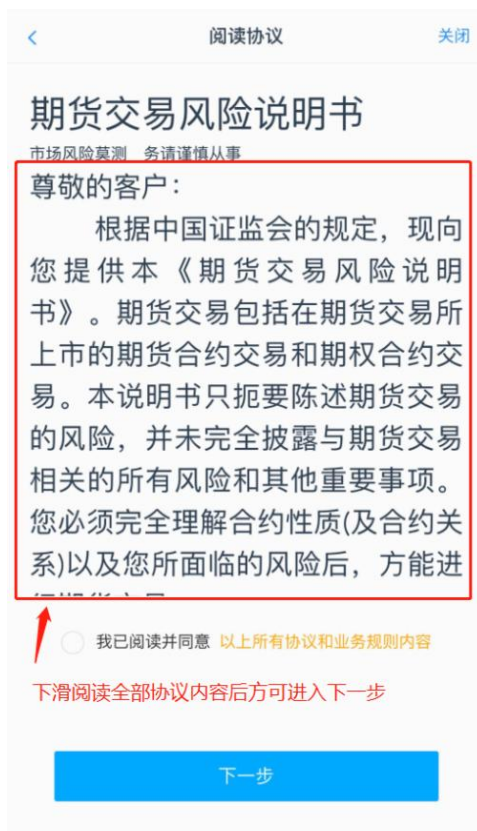 阅读协议
关闭
期货交易风险说明书
市场风险莫测　务请谨慎从事
尊敬的客户：
根据中国证监会的规定，现向
您提供本《期货交易风险说明
书》。期货交易包括在期货交易所
上市的期货合约交易和期权合约交
易。本说明书只扼要陈述期货交易
的风险，并未完全披露与期货交易
相关的所有风险和其他重要事项。
您必须完全理解合约性质(及合约关
系)以及您所面临的风险后，方能进
我已阅读并同意 以上所有协议和业务规则内容
下滑阅读全部协议内容后方可进入下一步
下一步